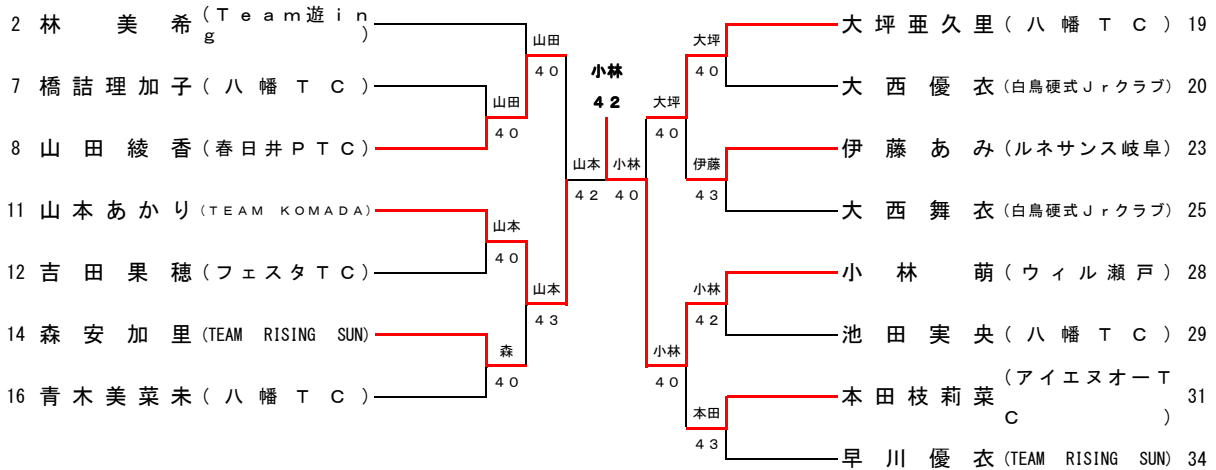 2 林 美 希 (Team遊ing)
7 橋詰理加子 (八幡TC)
8 山田綾香 (春日井PTC)
11 山本あかり (TEAM KOMADA)
12 吉田果穂 (フェスタTC)
14 森安加里 (TEAM RISING SUN)
16 青木美菜未 (八幡TC)
山田
40
山本
40
森
40
山田
40
山本
43
山本
42
小林
42
小林
40
大坪
40
小林
40
大坪
40
伊藤
43
小林
42
本田
43
大坪亜久里 (八幡TC) 19
大西優衣 (白鳥硬式Jrクラブ) 20
伊藤あみ (ルネサンス岐阜) 23
大西舞衣 (白鳥硬式Jrクラブ) 25
小林 萌 (ウィル瀬戸) 28
池田実央 (八幡TC) 29
本田枝莉菜 (アイエヌオーTC) 31
早川優衣 (TEAM RISING SUN) 34